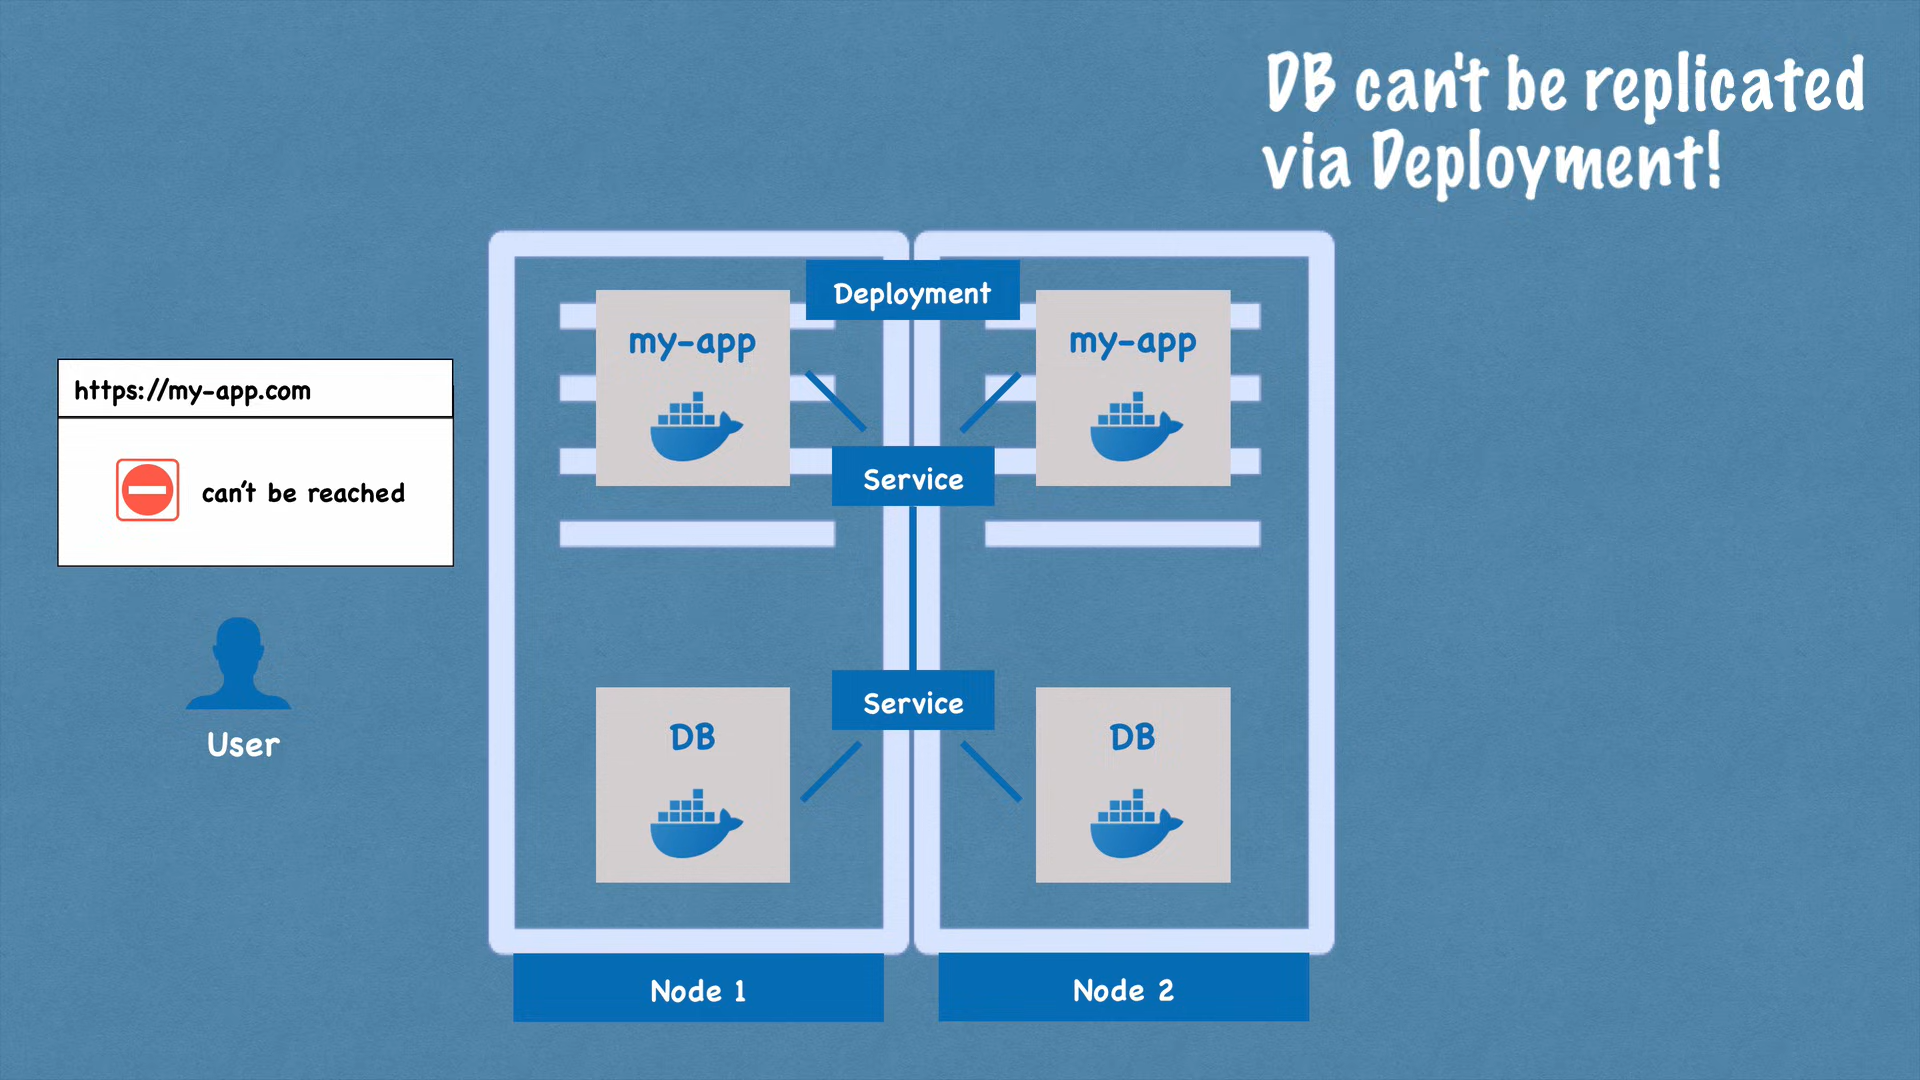 DB can't be replicated
via Deployment!
Deployment
my-app
my-app
https://my-app.com
can't be reached
Service
Service
DB
DB
User
Node 1
Node 2